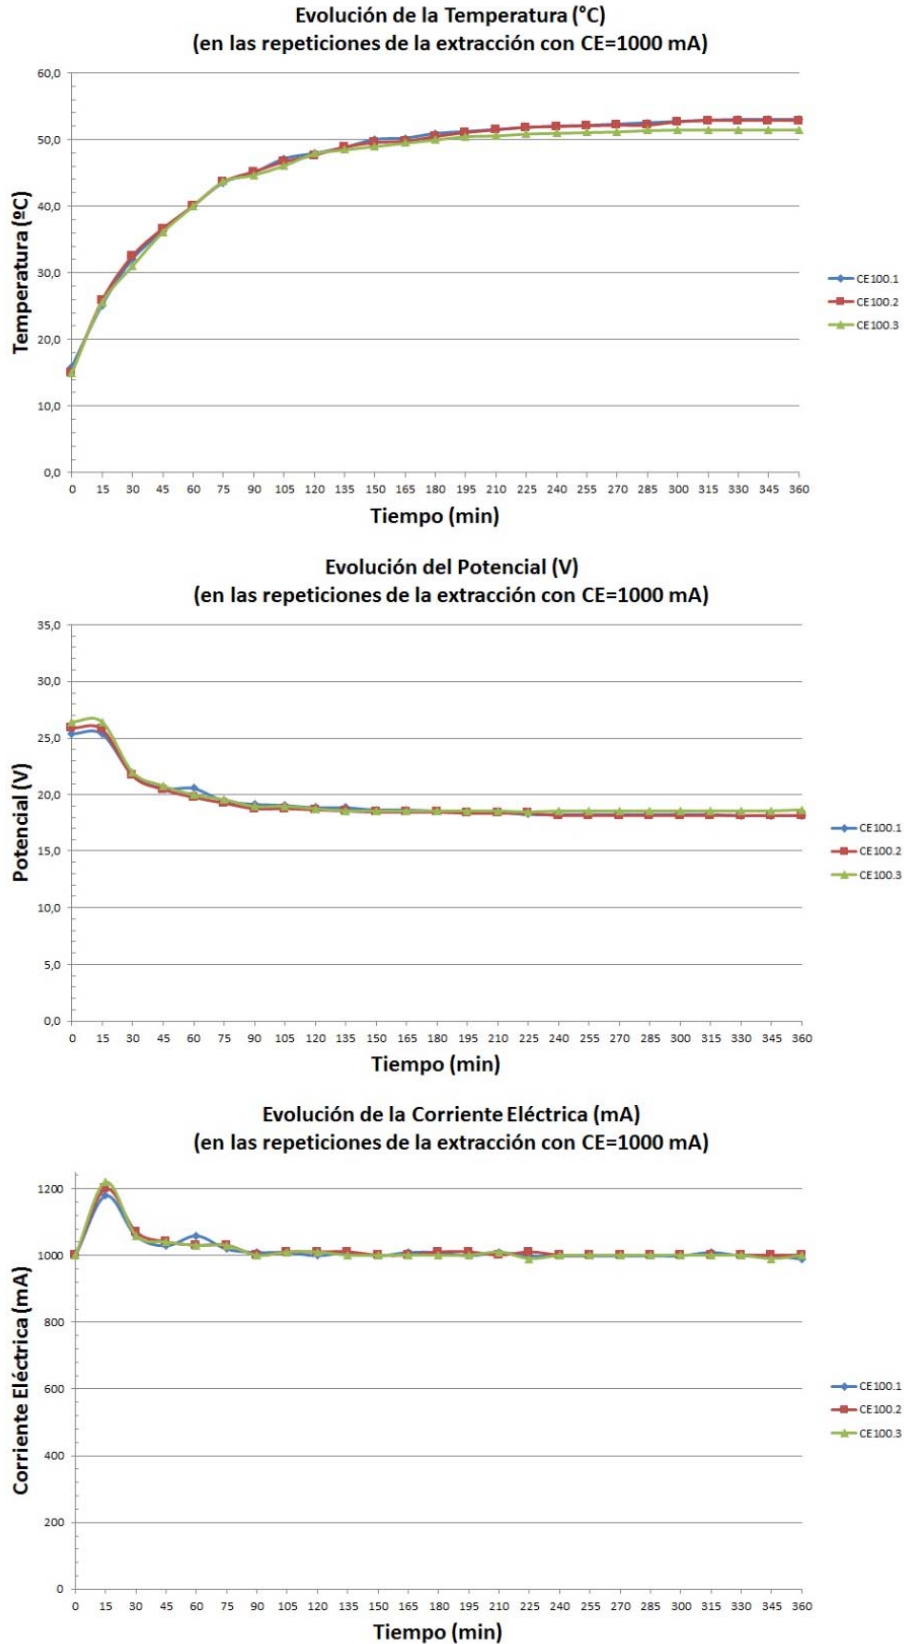 Evolución de la Temperatura (°C)
(en las repeticiones de la extracción con CE=1000 mA)
60,0
50,0
40,0
30,0
20,0
10,0
0,0
Temperatura (ºC)
0 15 30 45 60 75 90 105 120 135 150 165 180 195 210 225 240 255 270 285 300 315 330 345 360
Tiempo (min)
CE100.1
CE100.2
CE100.3
Evolución del Potencial (V)
(en las repeticiones de la extracción con CE=1000 mA)
35,0
30,0
25,0
20,0
15,0
10,0
5,0
0,0
Potencial (V)
0 15 30 45 60 75 90 105 120 135 150 165 180 195 210 225 240 255 270 285 300 315 330 345 360
Tiempo (min)
CE100.1
CE100.2
CE100.3
Evolución de la Corriente Eléctrica (mA)
(en las repeticiones de la extracción con CE=1000 mA)
1200
1000
800
600
400
200
0
Corriente Eléctrica (mA)
0 15 30 45 60 75 90 105 120 135 150 165 180 195 210 225 240 255 270 285 300 315 330 345 360
Tiempo (min)
CE100.1
CE100.2
CE100.3